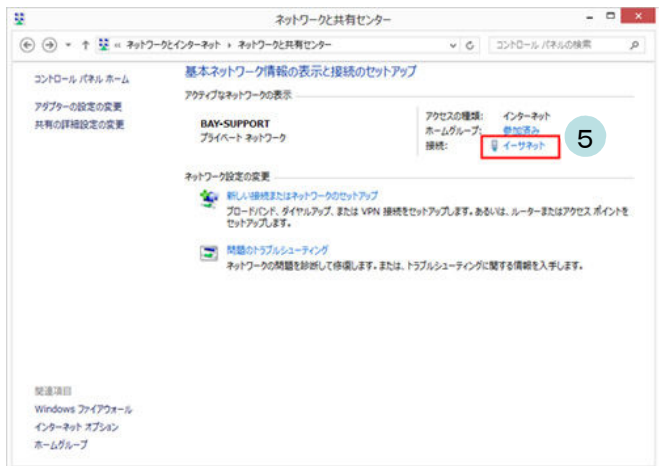 ネットワークと共有センター
« ネットワークとインターネット › ネットワークと共有センター
コントロール パネルの検索
コントロール パネル ホーム
アダプターの設定の変更
共有の詳細設定の変更
基本ネットワーク情報の表示と接続のセットアップ
アクティブなネットワークの表示
BAY-SUPPORT
プライベート ネットワーク
アクセスの種類: インターネット
ホームグループ: 参加済み
接続: イーサネット
5
ネットワーク設定の変更
新しい接続またはネットワークのセットアップ
ブロードバンド、ダイヤルアップ、または VPN 接続をセットアップします。あるいは、ルーターまたはアクセス ポイントを
セットアップします。
問題のトラブルシューティング
ネットワークの問題を診断して修復します。または、トラブルシューティングに関する情報を入手します。
関連項目
Windows ファイアウォール
インターネット オプション
ホームグループ